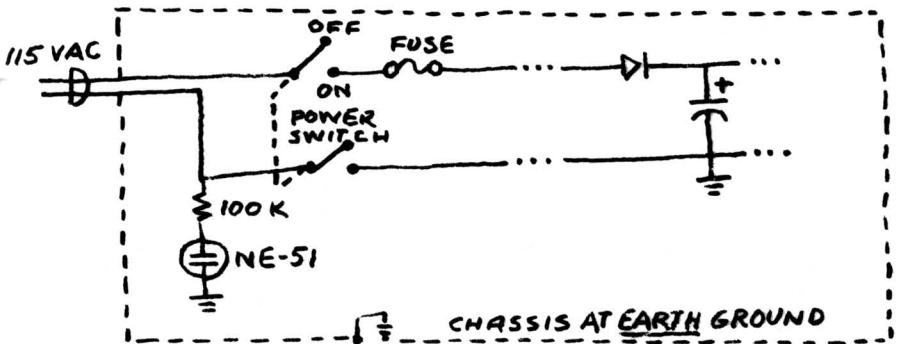 OFF
115 VAC
FUSE
ON
POWER
SWITCH
+
100 K
NE-51
CHASSIS AT EARTH GROUND